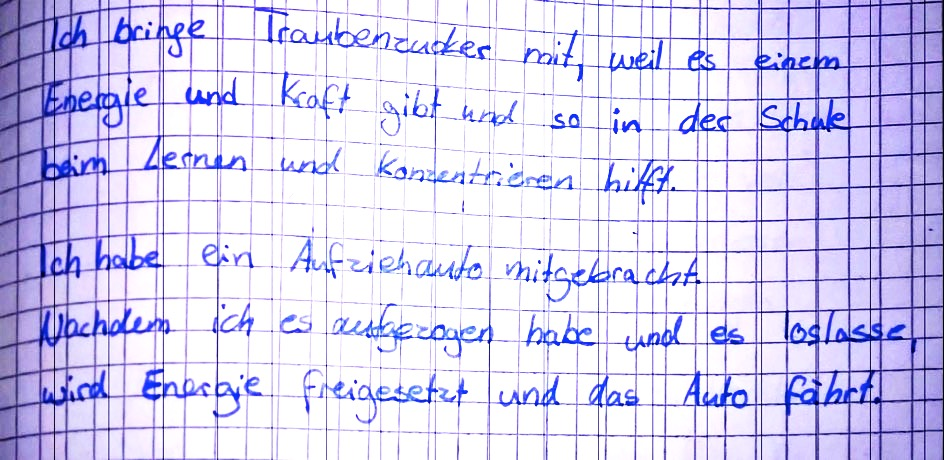 Ich bringe Traubenzucker mit, weil es einem
Energie und Kraft gibt und so in der Schule
beim Lernen und Konzentrieren hilft.
Ich habe ein Aufziehauto mitgebracht.
Nachdem ich es aufgezogen habe und es loslasse,
wird Energie freigesetzt und das Auto fährt.